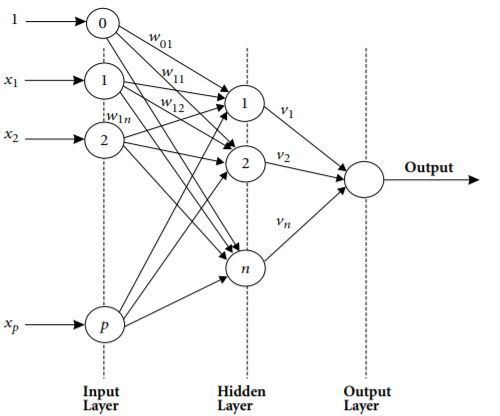 1
0
w01
x1
1
w11
w12
1
v1
w1n
x2
2
2
v2
Output
vn
n
xp
p
Input
Layer
Hidden
Layer
Output
Layer